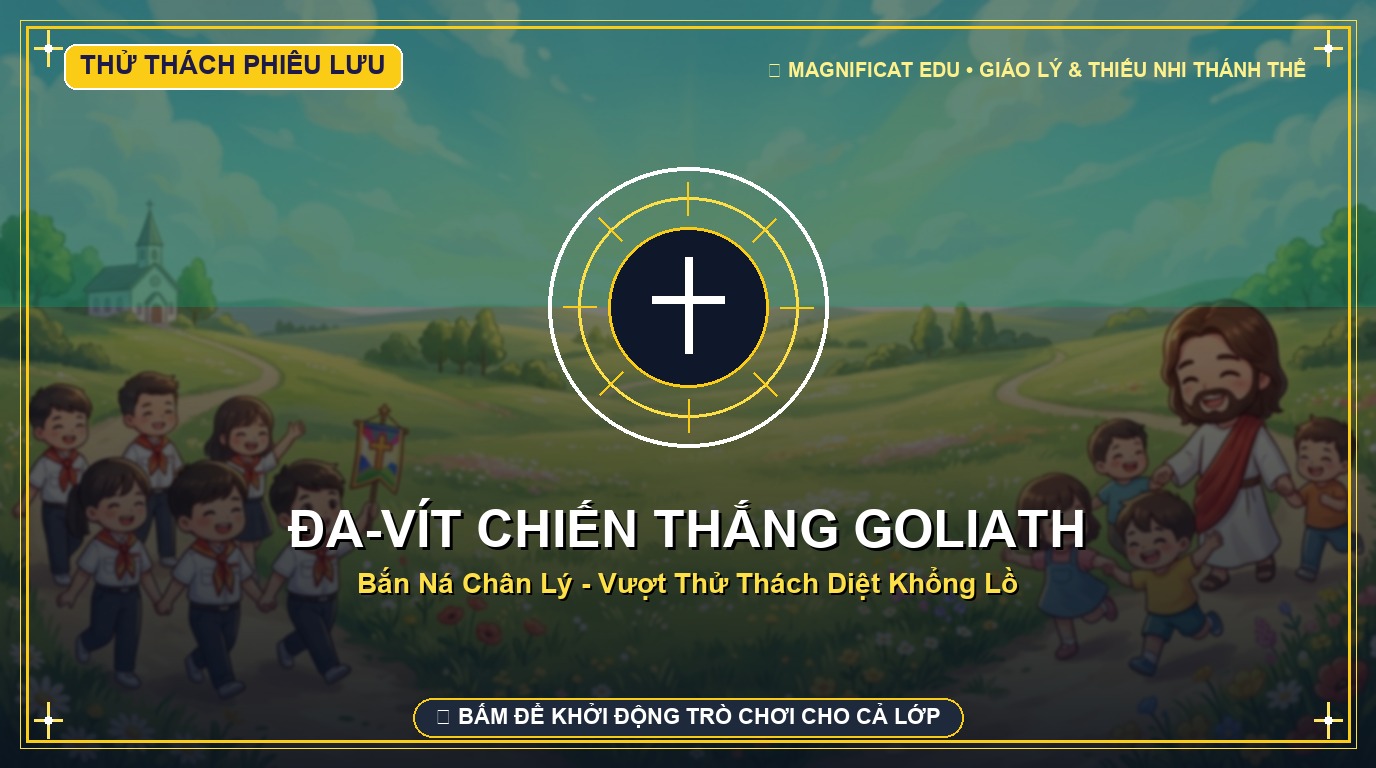 THỬ THÁCH PHIÊU LƯU
MAGNIFICAT EDU • GIÁO LÝ & THIẾU NHI THÁNH THỂ
ĐA-VÍT CHIẾN THẮNG GOLIATH
Bắn Ná Chân Lý - Vượt Thử Thách Diệt Khổng Lồ
BẤM ĐỂ KHỞI ĐỘNG TRÒ CHƠI CHO CẢ LỚP